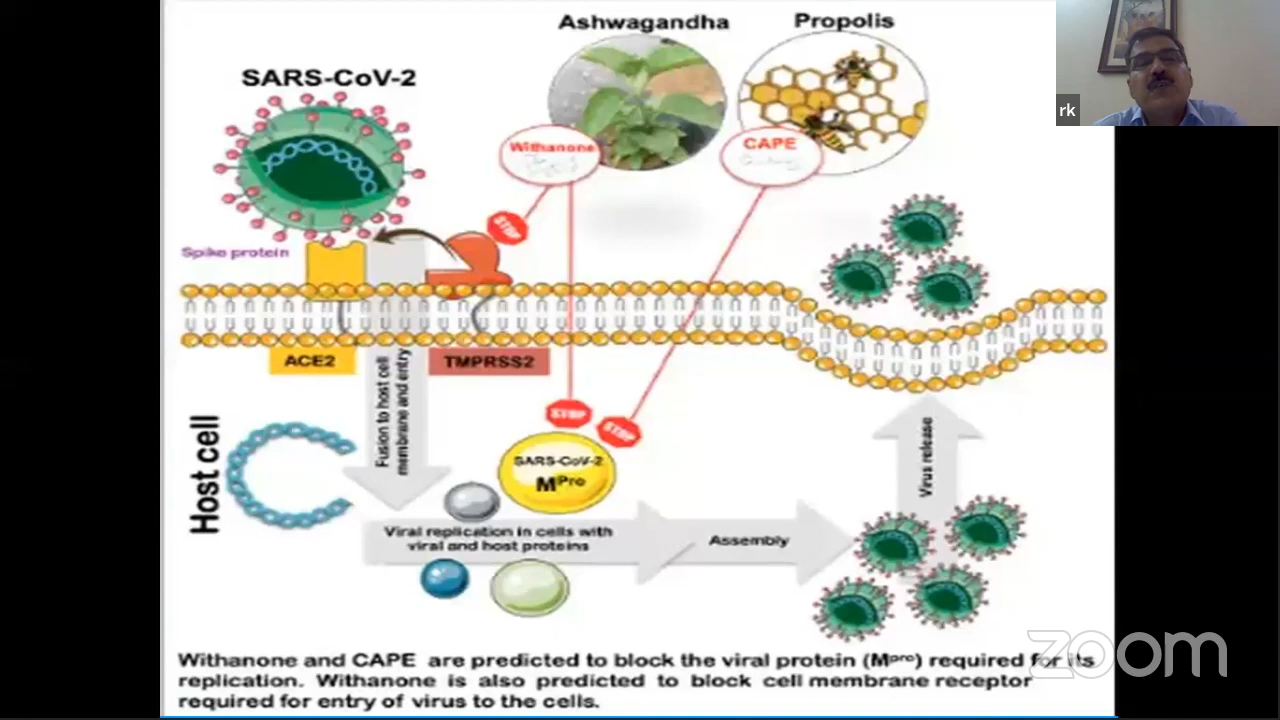 Ashwagandha
Propolis
rk
SARS-CoV-2
Withanone
CAPE
STOP
Spike protein
ACE2
TMPRSS2
Fusion to host cell
membrane and entry
Host cell
STOP
STOP
SARS-CoV-2
Mᴾʳᵒ
Viral replication in cells with
viral and host proteins
Assembly
Virus release
Withanone and CAPE are predicted to block the viral protein (Mᵖʳᵒ) required for its
replication. Withanone is also predicted to block cell membrane receptor
required for entry of virus to the cells.
zoom